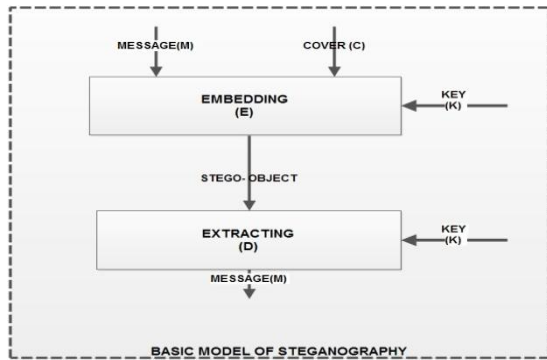 MESSAGE(M)
COVER (C)
EMBEDDING
(E)
KEY
(K)
STEGO- OBJECT
EXTRACTING
(D)
KEY
(K)
MESSAGE(M)
BASIC MODEL OF STEGANOGRAPHY